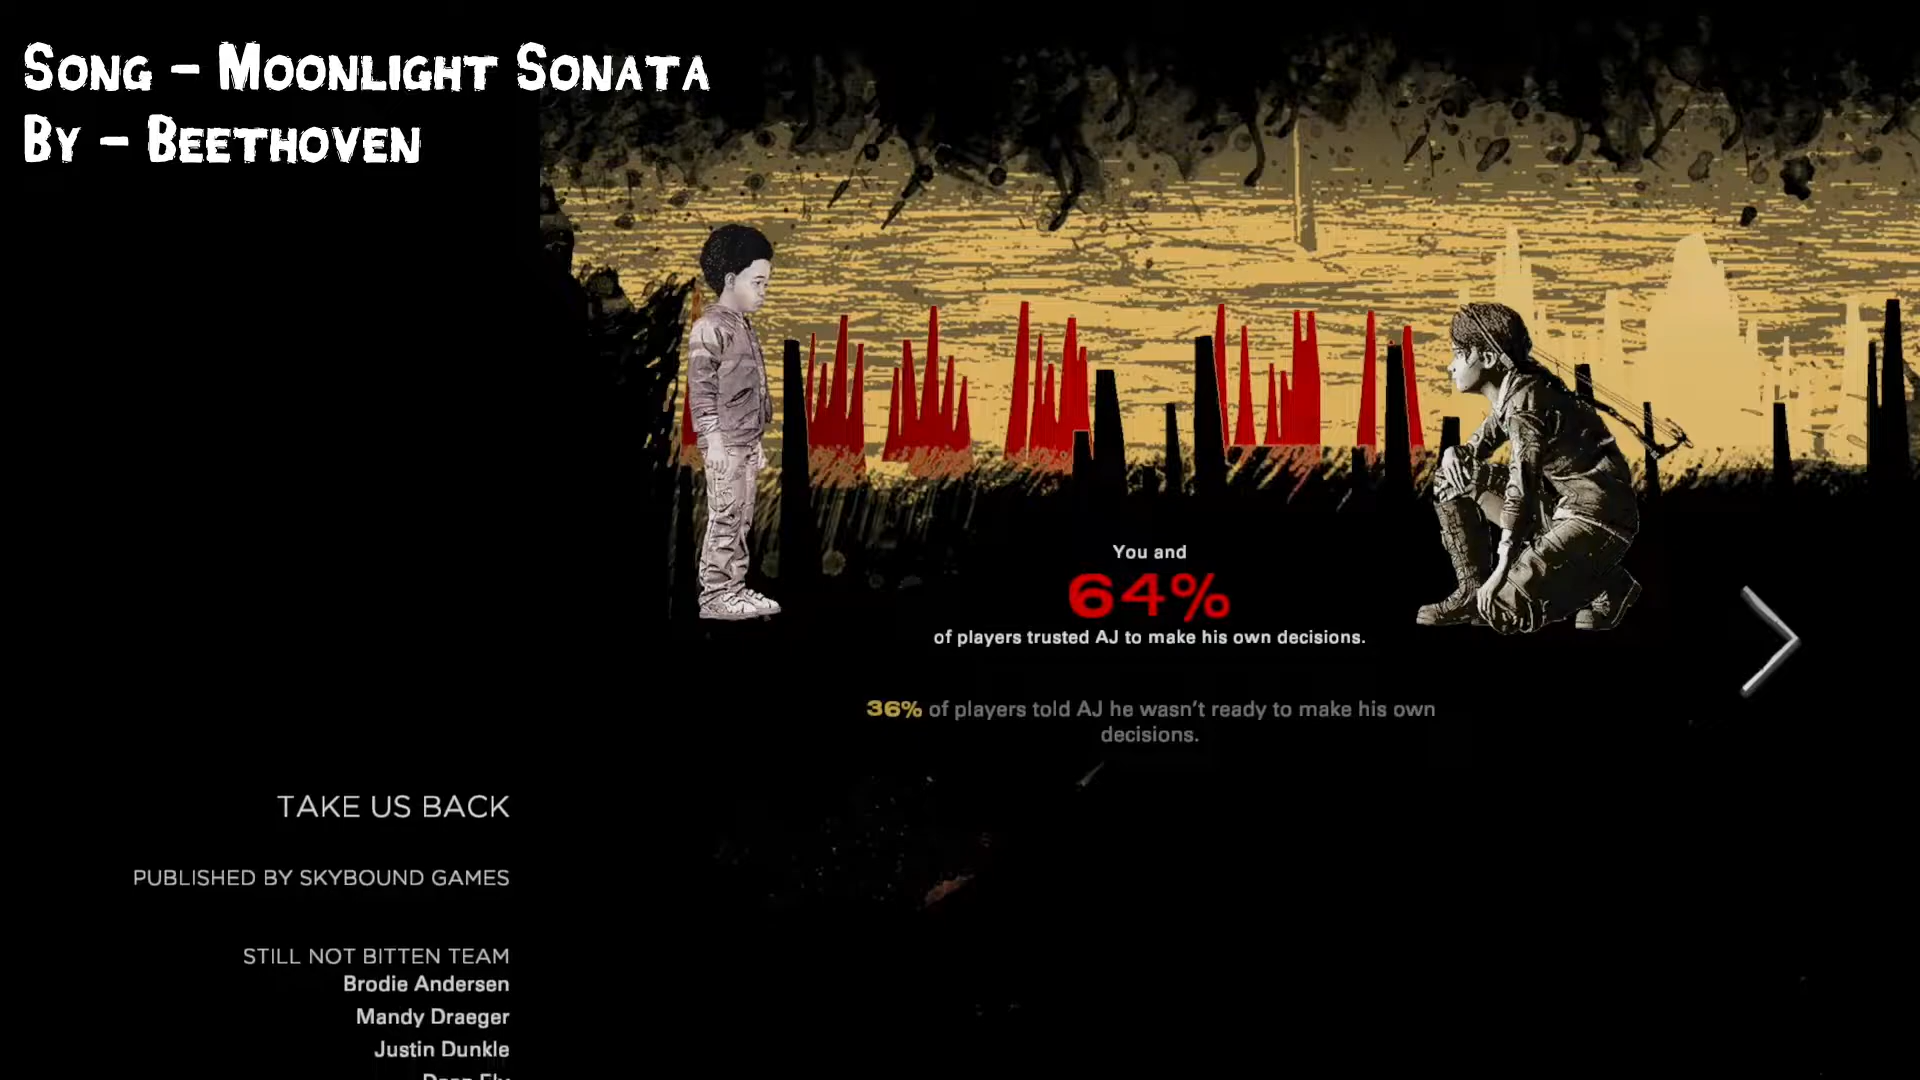 Song – Moonlight Sonata
By – Beethoven
You and
64%
of players trusted AJ to make his own decisions.
36% of players told AJ he wasn't ready to make his own
decisions.
TAKE US BACK
PUBLISHED BY SKYBOUND GAMES
STILL NOT BITTEN TEAM
Brodie Andersen
Mandy Draeger
Justin Dunkle